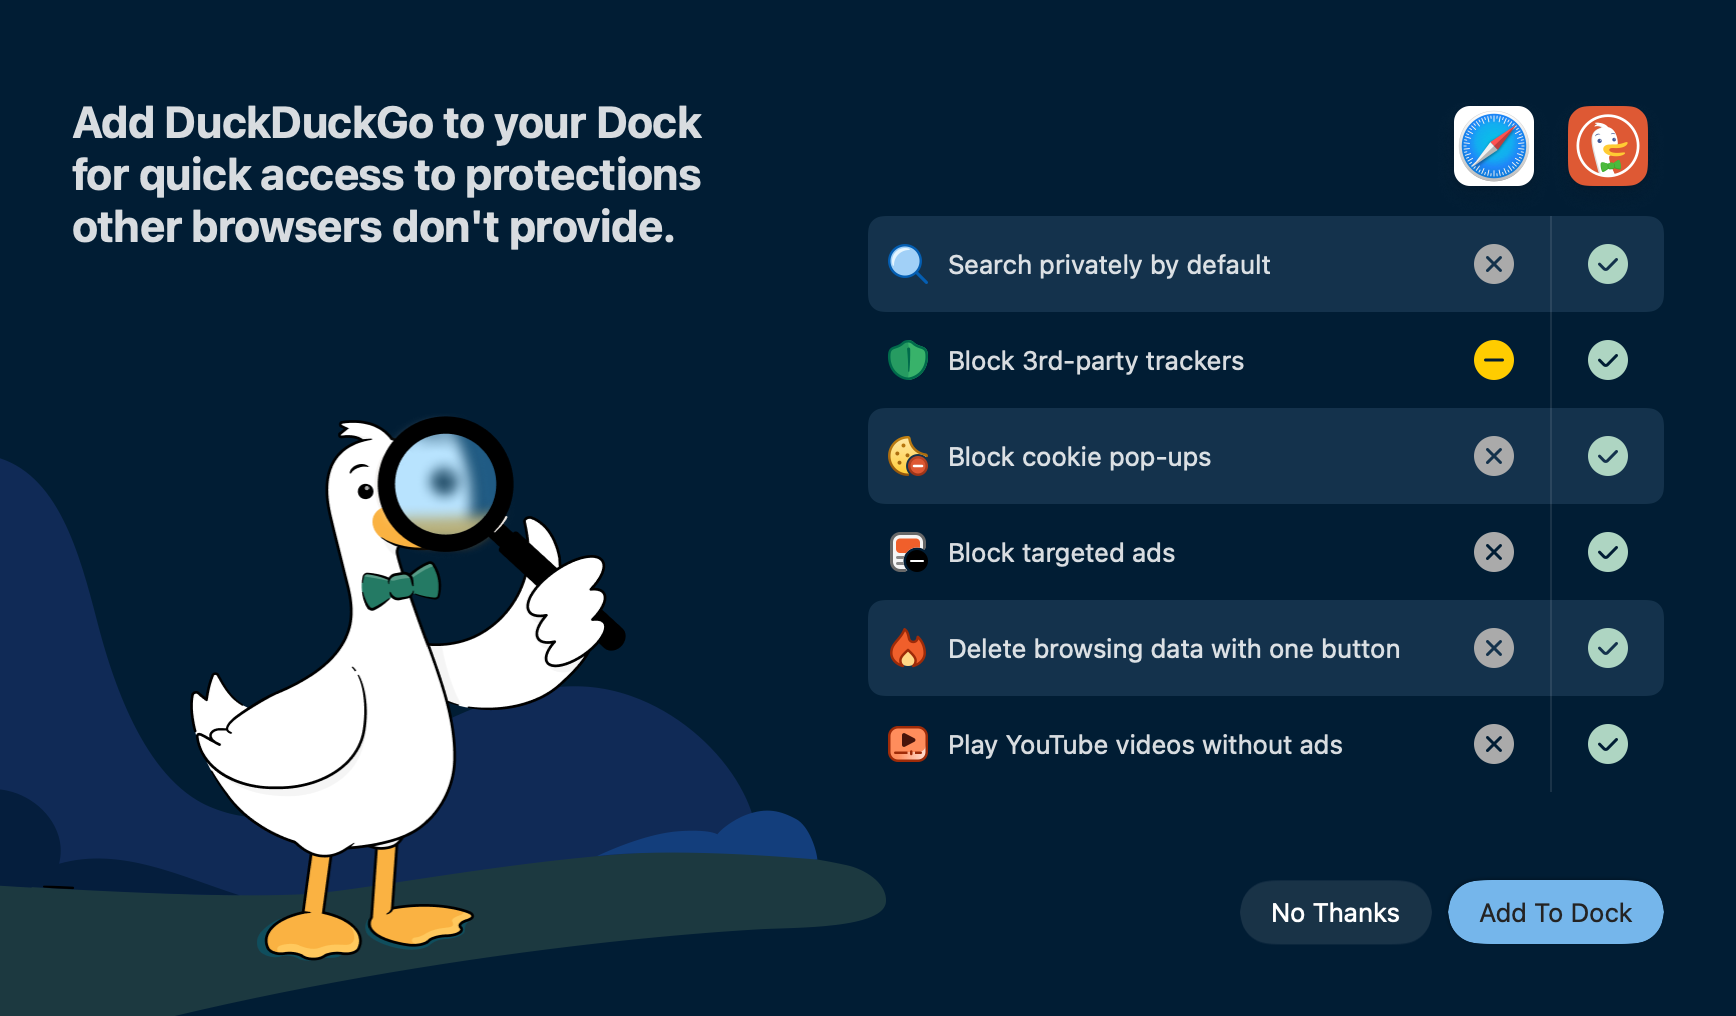 Add DuckDuckGo to your Dock
for quick access to protections
other browsers don't provide.
Search privately by default
Block 3rd-party trackers
Block cookie pop-ups
Block targeted ads
Delete browsing data with one button
Play YouTube videos without ads
No Thanks
Add To Dock